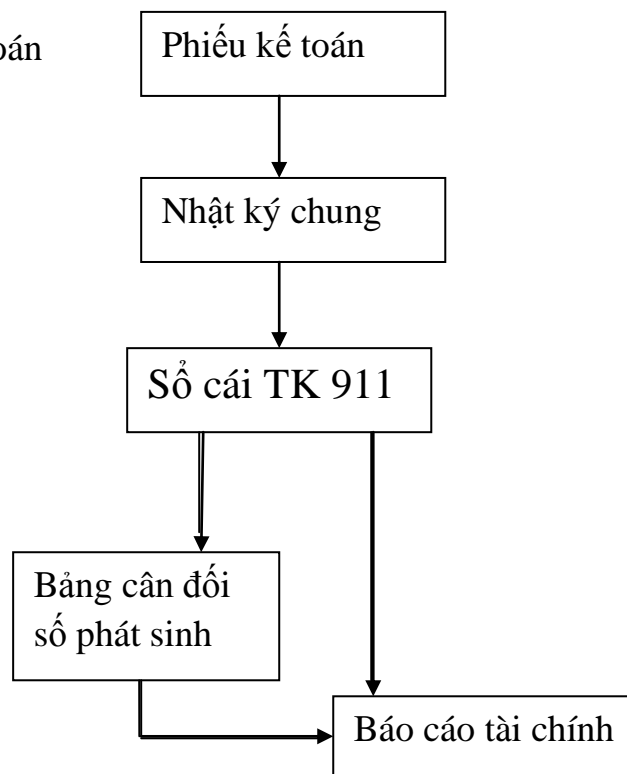 oán
Phiếu kế toán
Nhật ký chung
Sổ cái TK 911
Bảng cân đối
số phát sinh
Báo cáo tài chính